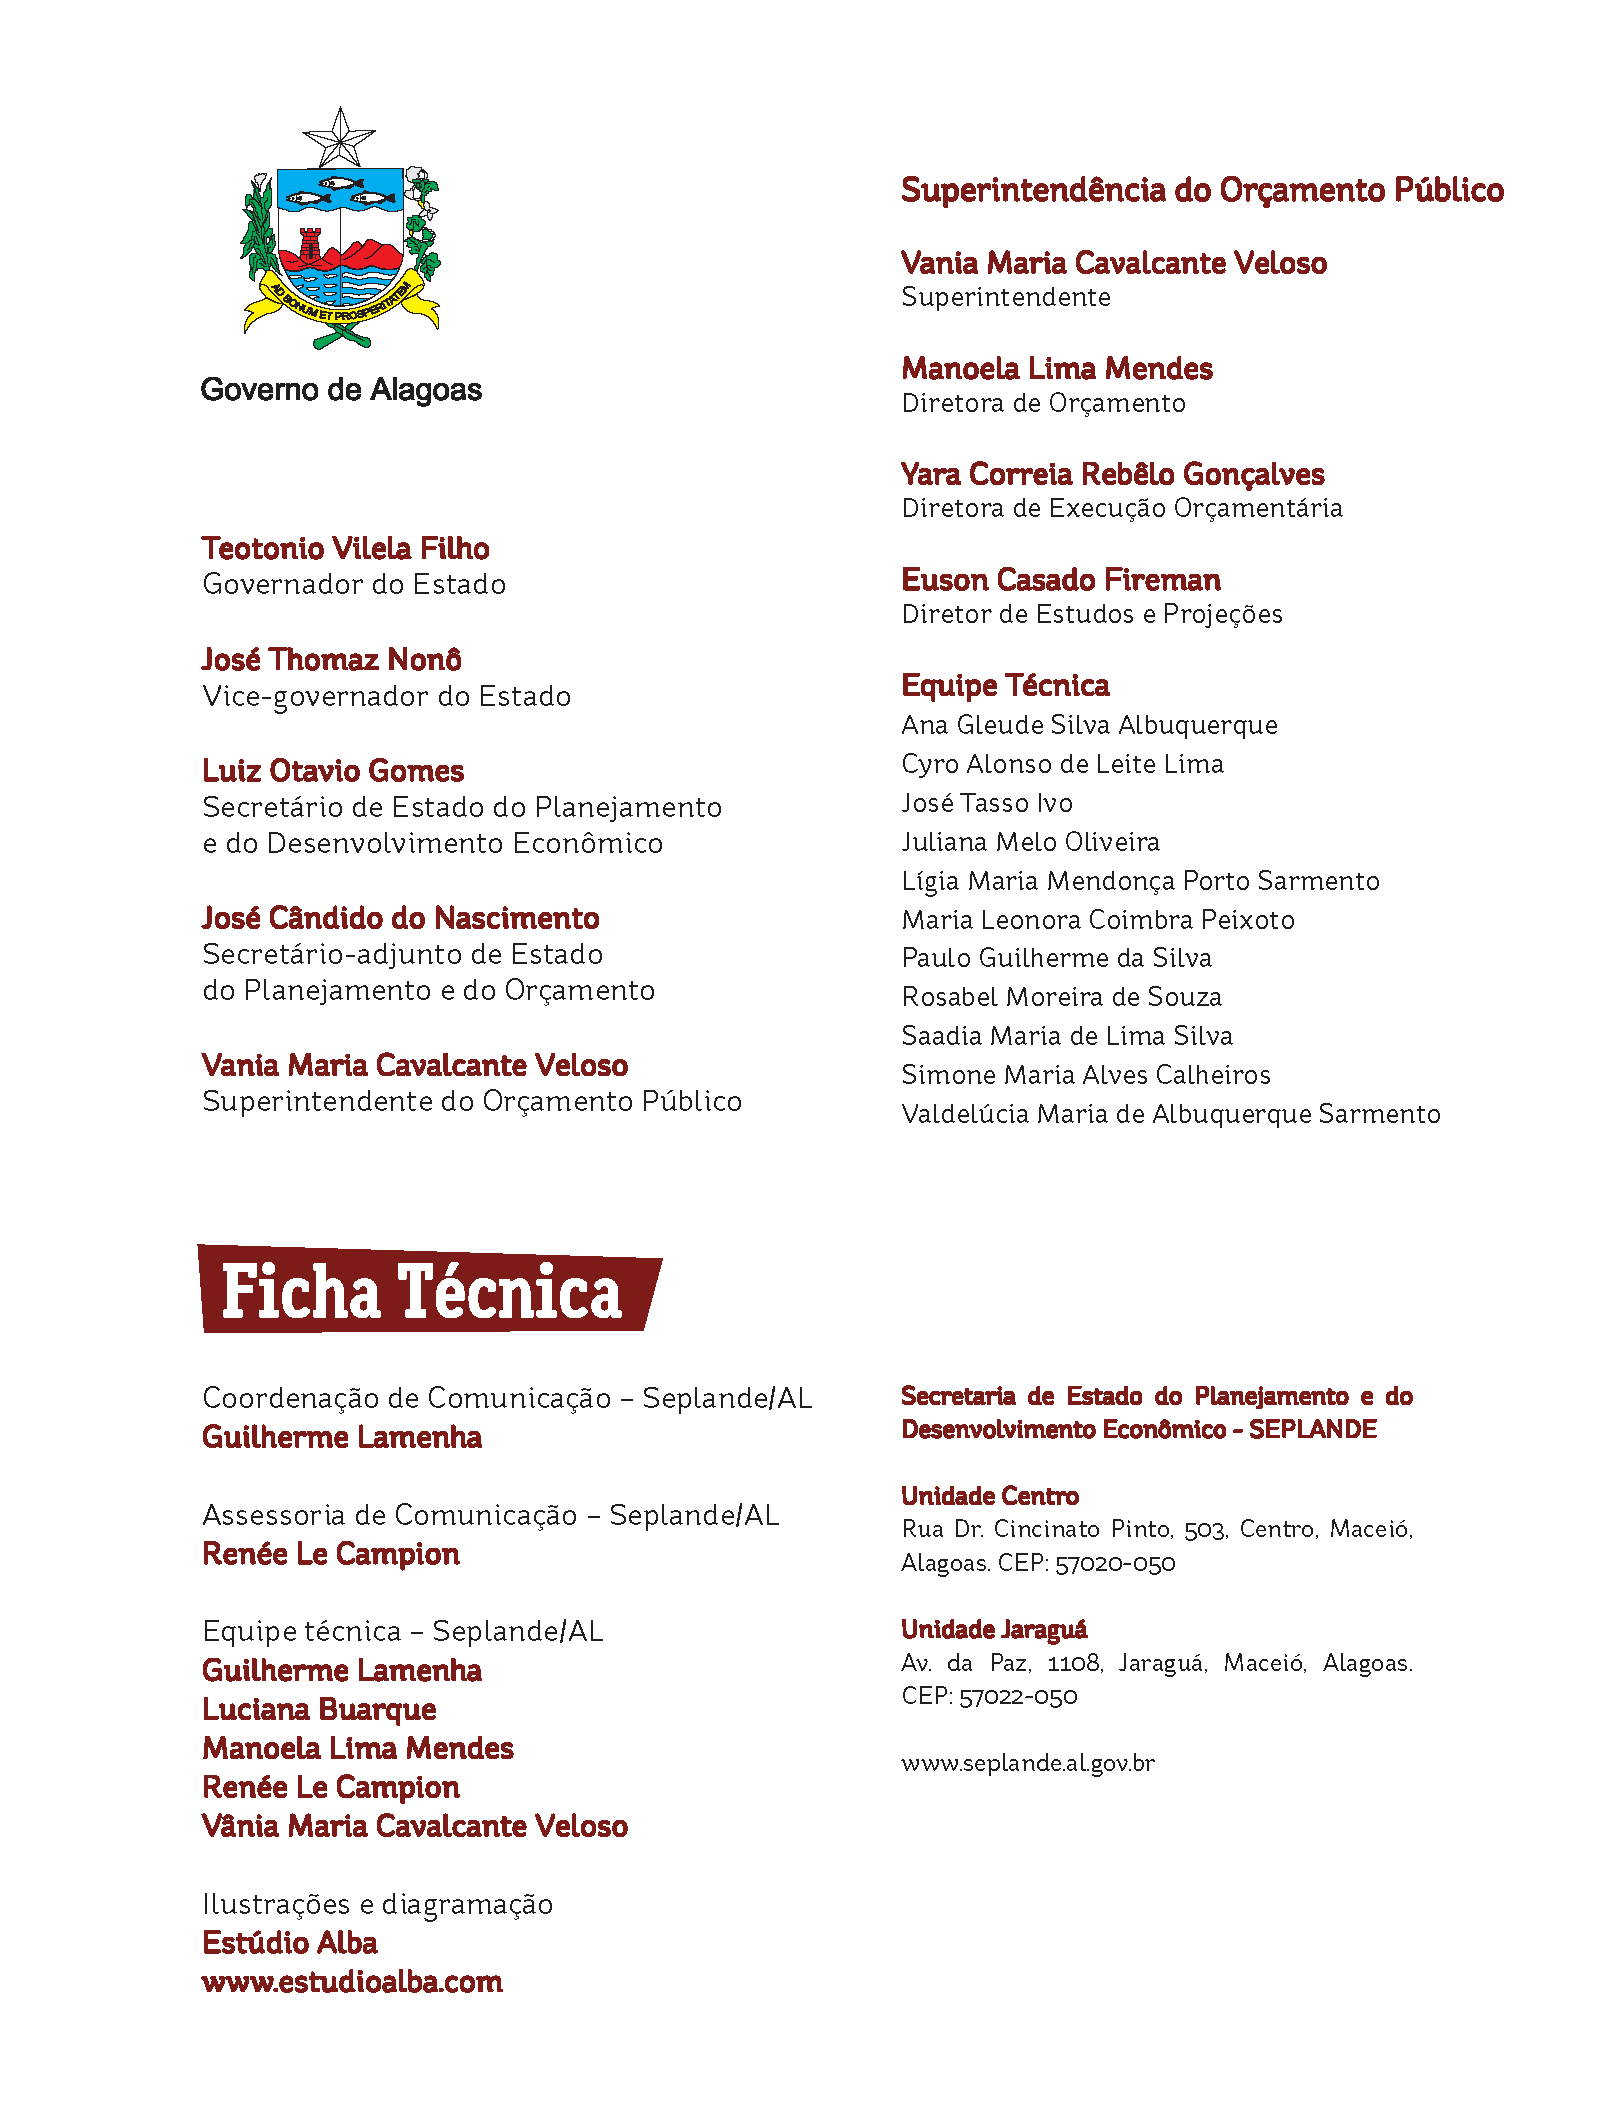 AD BONUM ET PROSPERITATEM
Governo de Alagoas
Teotonio Vilela Filho
Governador do Estado
José Thomaz Nonô
Vice-governador do Estado
Luiz Otavio Gomes
Secretário de Estado do Planejamento
e do Desenvolvimento Econômico
José Cândido do Nascimento
Secretário-adjunto de Estado
do Planejamento e do Orçamento
Vania Maria Cavalcante Veloso
Superintendente do Orçamento Público
Superintendência do Orçamento Público
Vania Maria Cavalcante Veloso
Superintendente
Manoela Lima Mendes
Diretora de Orçamento
Yara Correia Rebêlo Gonçalves
Diretora de Execução Orçamentária
Euson Casado Fireman
Diretor de Estudos e Projeções
Equipe Técnica
Ana Gleude Silva Albuquerque
Cyro Alonso de Leite Lima
José Tasso Ivo
Juliana Melo Oliveira
Lígia Maria Mendonça Porto Sarmento
Maria Leonora Coimbra Peixoto
Paulo Guilherme da Silva
Rosabel Moreira de Souza
Saadia Maria de Lima Silva
Simone Maria Alves Calheiros
Valdelúcia Maria de Albuquerque Sarmento
Ficha Técnica
Coordenação de Comunicação – Seplande/AL
Guilherme Lamenha
Assessoria de Comunicação – Seplande/AL
Renée Le Campion
Equipe técnica – Seplande/AL
Guilherme Lamenha
Luciana Buarque
Manoela Lima Mendes
Renée Le Campion
Vânia Maria Cavalcante Veloso
Ilustrações e diagramação
Estúdio Alba
www.estudioalba.com
Secretaria de Estado do Planejamento e do
Desenvolvimento Econômico - SEPLANDE
Unidade Centro
Rua Dr. Cincinato Pinto, 503, Centro, Maceió,
Alagoas. CEP: 57020-050
Unidade Jaraguá
Av. da Paz, 1108, Jaraguá, Maceió, Alagoas.
CEP: 57022-050
www.seplande.al.gov.br